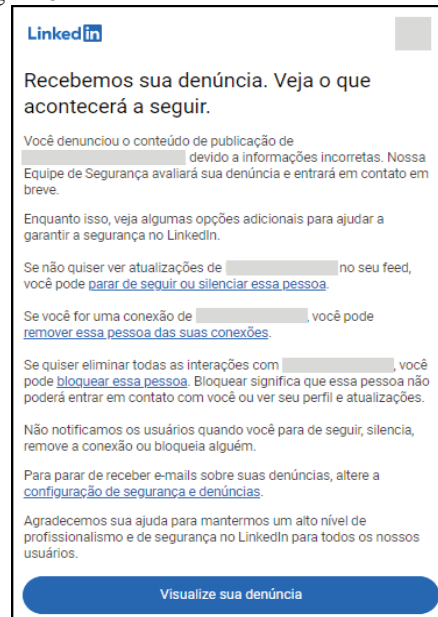 Linked in
Recebemos sua denúncia. Veja o que
acontecerá a seguir.
Você denunciou o conteúdo de publicação de
devido a informações incorretas. Nossa
Equipe de Segurança avaliará sua denúncia e entrará em contato em
breve.
Enquanto isso, veja algumas opções adicionais para ajudar a
garantir a segurança no LinkedIn.
Se não quiser ver atualizações de no seu feed,
você pode parar de seguir ou silenciar essa pessoa.
Se você for uma conexão de , você pode
remover essa pessoa das suas conexões.
Se quiser eliminar todas as interações com , você
pode bloquear essa pessoa. Bloquear significa que essa pessoa não
poderá entrar em contato com você ou ver seu perfil e atualizações.
Não notificamos os usuários quando você para de seguir, silencia,
remove a conexão ou bloqueia alguém.
Para parar de receber e-mails sobre suas denúncias, altere a
configuração de segurança e denúncias.
Agradecemos sua ajuda para mantermos um alto nível de
profissionalismo e de segurança no LinkedIn para todos os nossos
usuários.
Visualize sua denúncia